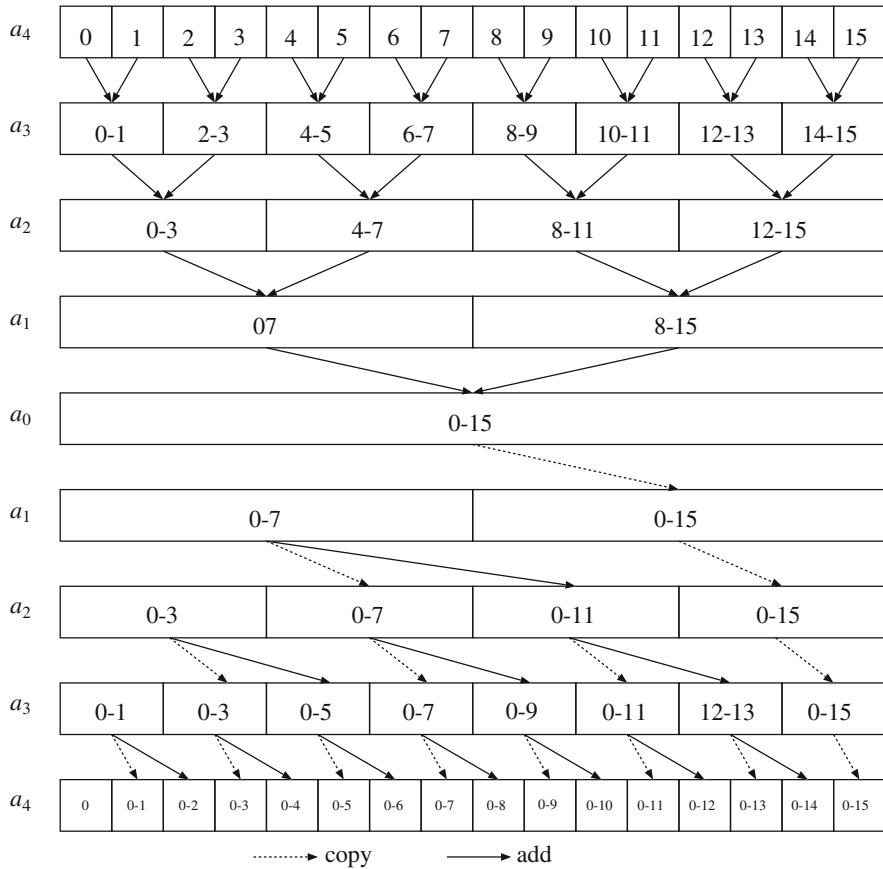 a4 0 1 2 3 4 5 6 7 8 9 10 11 12 13 14 15
a3 0-1 2-3 4-5 6-7 8-9 10-11 12-13 14-15
a2 0-3 4-7 8-11 12-15
a1 07 8-15
a0 0-15
a1 0-7 0-15
a2 0-3 0-7 0-11 0-15
a3 0-1 0-3 0-5 0-7 0-9 0-11 12-13 0-15
a4 0 0-1 0-2 0-3 0-4 0-5 0-6 0-7 0-8 0-9 0-10 0-11 0-12 0-13 0-14 0-15
copy add